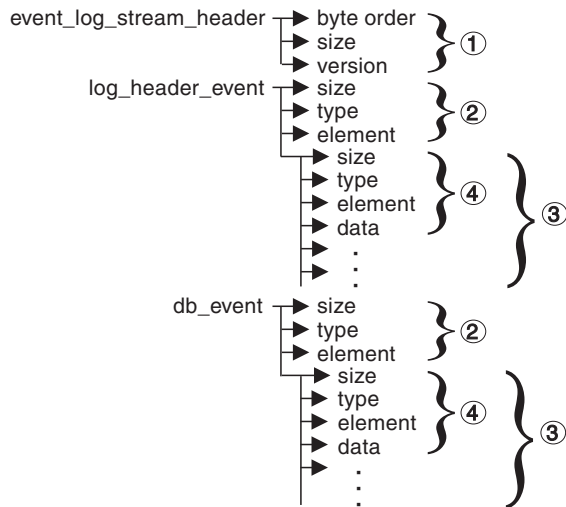 event_log_stream_header byte order
size ①
version
log_header_event size
type ②
element
size
type
element ④ ③
data
db_event size
type ②
element
size
type
element ④ ③
data